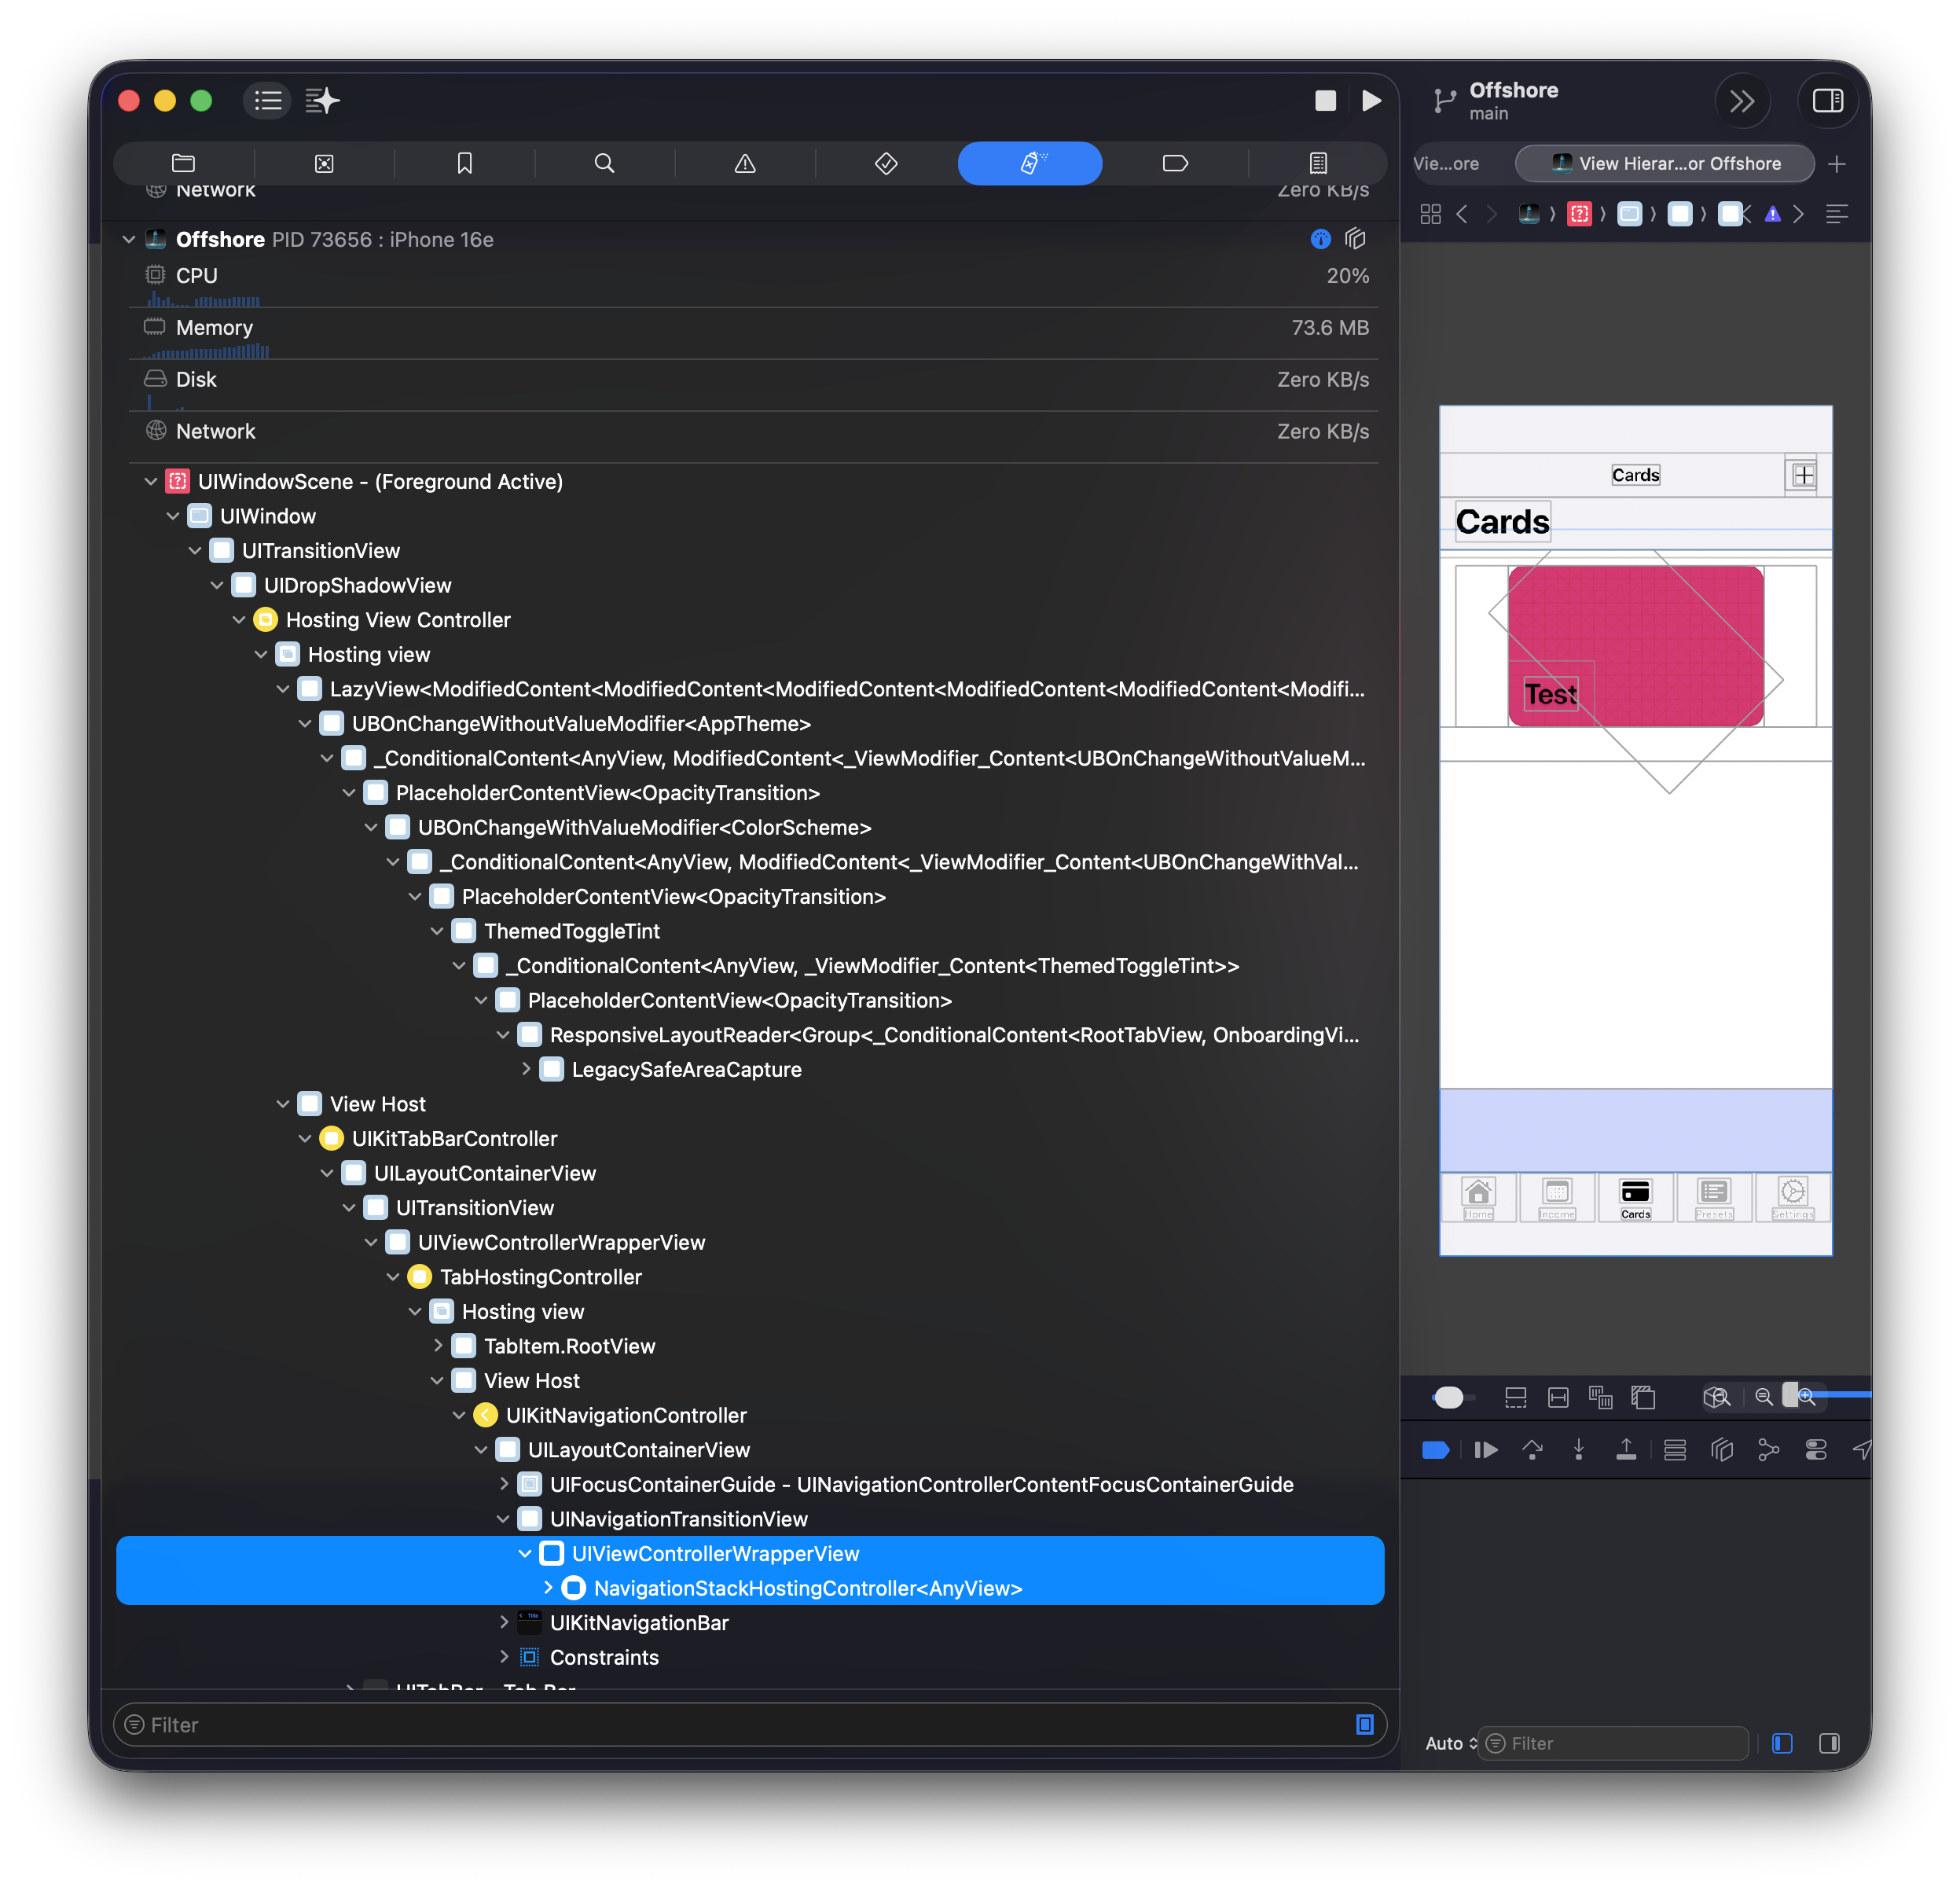 Network Zero KB/s
Offshore PID 73656 : iPhone 16e
CPU 20%
Memory 73.6 MB
Disk Zero KB/s
Network Zero KB/s
UIWindowScene - (Foreground Active)
UIWindow
UITransitionView
UIDropShadowView
Hosting View Controller
Hosting view
LazyView<ModifiedContent<ModifiedContent<ModifiedContent<ModifiedContent<ModifiedContent<Modifi...
UBOnChangeWithoutValueModifier<AppTheme>
_ConditionalContent<AnyView, ModifiedContent<_ViewModifier_Content<UBOnChangeWithoutValueM...
PlaceholderContentView<OpacityTransition>
UBOnChangeWithValueModifier<ColorScheme>
_ConditionalContent<AnyView, ModifiedContent<_ViewModifier_Content<UBOnChangeWithVal...
PlaceholderContentView<OpacityTransition>
ThemedToggleTint
_ConditionalContent<AnyView, _ViewModifier_Content<ThemedToggleTint>>
PlaceholderContentView<OpacityTransition>
ResponsiveLayoutReader<Group<_ConditionalContent<RootTabView, OnboardingVi...
LegacySafeAreaCapture
View Host
UIKitTabBarController
UILayoutContainerView
UITransitionView
UIViewControllerWrapperView
TabHostingController
Hosting view
TabItem.RootView
View Host
UIKitNavigationController
UILayoutContainerView
UIFocusContainerGuide - UINavigationControllerContentFocusContainerGuide
UINavigationTransitionView
UIViewControllerWrapperView
NavigationStackHostingController<AnyView>
UIKitNavigationBar
Constraints
UITabBar - Tab Bar
Filter
Offshore
main
Vie...ore
View Hierar...or Offshore
Cards
Cards
Test
Home
Income
Cards
Presets
Settings
Auto
Filter